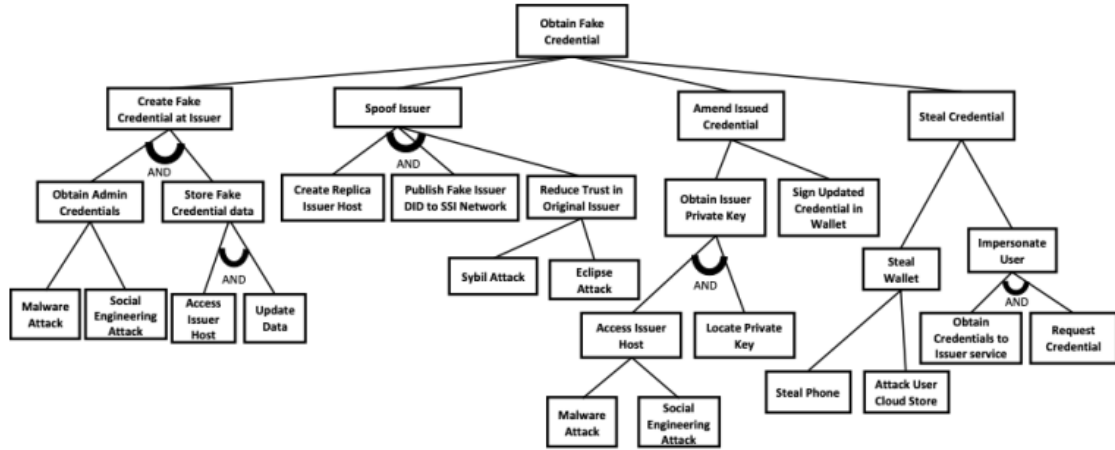 Obtain Fake
Credential
Create Fake
Credential at Issuer
Spoof Issuer
Amend Issued
Credential
Steal Credential
AND
AND
Obtain Admin
Credentials
Store Fake
Credential data
Create Replica
Issuer Host
Publish Fake Issuer
DID to SSI Network
Reduce Trust in
Original Issuer
Obtain Issuer
Private Key
Sign Updated
Credential in
Wallet
Steal
Wallet
Impersonate
User
AND
AND
AND
Malware
Attack
Social
Engineering
Attack
Access
Issuer
Host
Update
Data
Sybil Attack
Eclipse
Attack
Access Issuer
Host
Locate Private
Key
Obtain
Credentials to
Issuer service
Request
Credential
Steal Phone
Attack User
Cloud Store
Malware
Attack
Social
Engineering
Attack